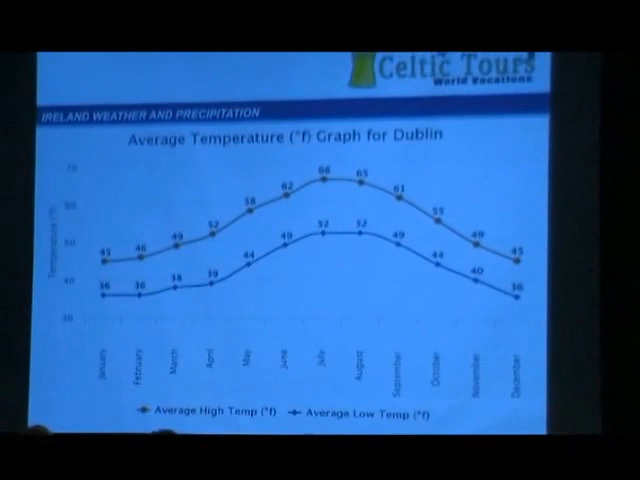 Celtic Tours
World Vacations
IRELAND WEATHER AND PRECIPITATION
Average Temperature (°f) Graph for Dublin
Temperature (°f)
70
60
50
40
30
45 46 49 52 58 62 66 65 61 55 49 45
36 36 38 39 44 49 52 52 49 44 40 36
January February March April May June July August September October November December
Average High Temp (°f) Average Low Temp (°f)